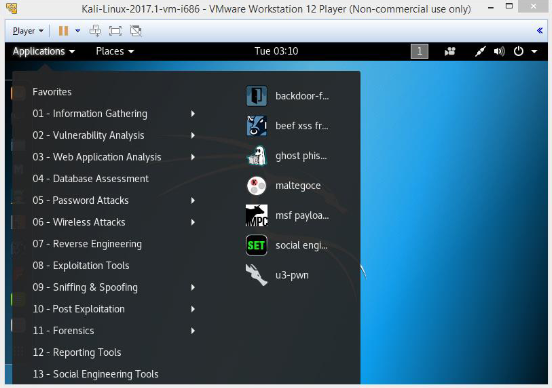 Kali-Linux-2017.1-vm-i686 - VMware Workstation 12 Player (Non-commercial use only)
Player
Applications Places Tue 03:10 1
Favorites
01 - Information Gathering
02 - Vulnerability Analysis
03 - Web Application Analysis
04 - Database Assessment
05 - Password Attacks
06 - Wireless Attacks
07 - Reverse Engineering
08 - Exploitation Tools
09 - Sniffing & Spoofing
10 - Post Exploitation
11 - Forensics
12 - Reporting Tools
13 - Social Engineering Tools
backdoor-f...
beef xss fr...
ghost phis...
maltegoce
MPC
msf payloa...
SET
social engi...
u3-pwn